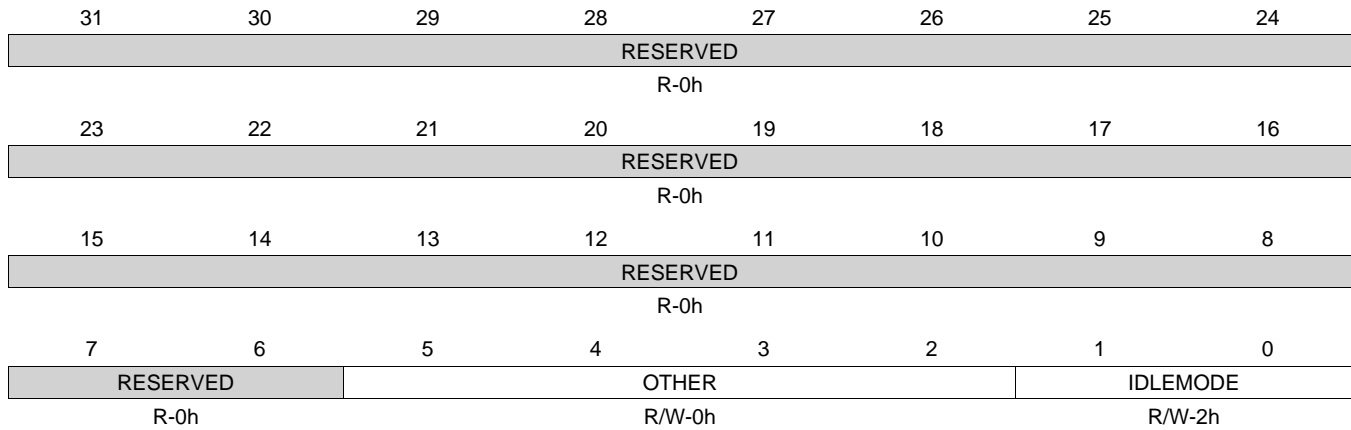 31 30 29 28 27 26 25 24
RESERVED
R-0h
23 22 21 20 19 18 17 16
RESERVED
R-0h
15 14 13 12 11 10 9 8
RESERVED
R-0h
7 6 5 4 3 2 1 0
RESERVED OTHER IDLEMODE
R-0h R/W-0h R/W-2h